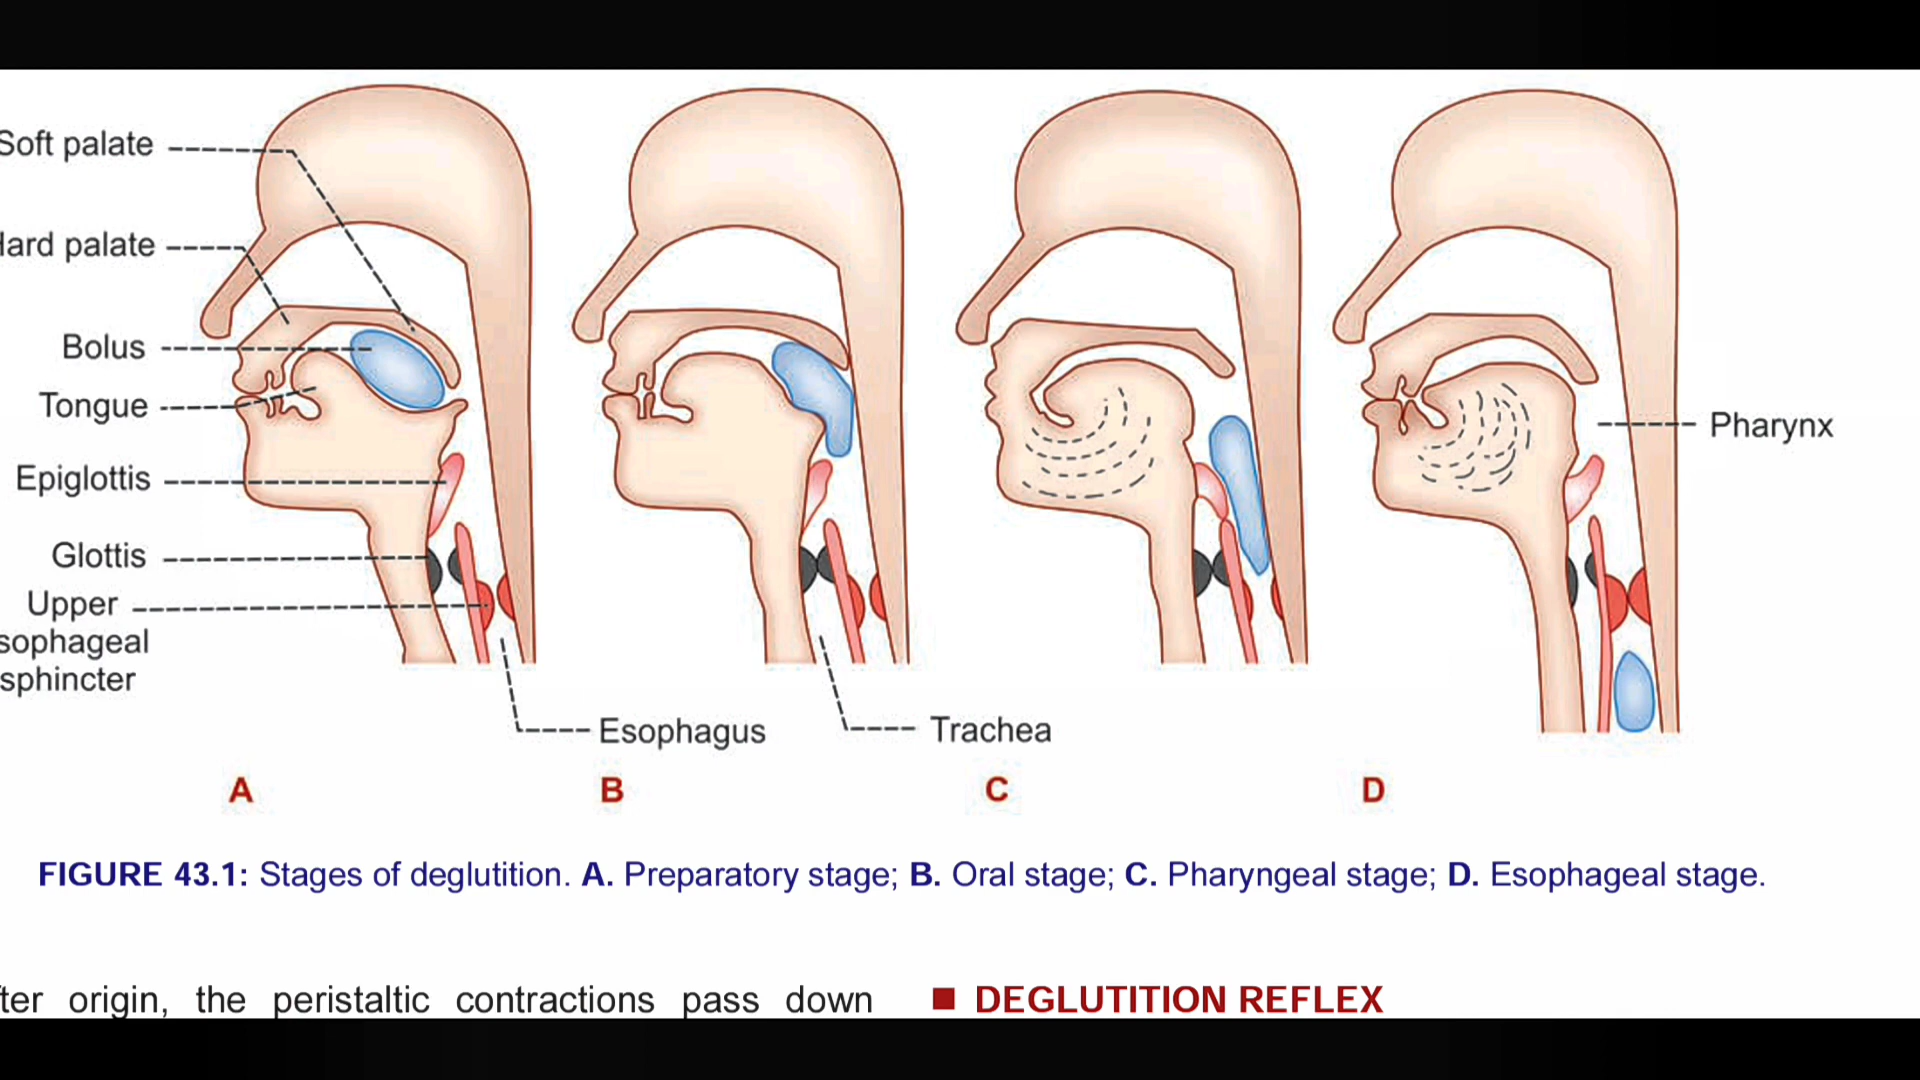 Soft palate
Hard palate
Bolus
Tongue
Epiglottis
Glottis
Upper
sophageal
sphincter
Pharynx
Esophagus
Trachea
A B C D
FIGURE 43.1: Stages of deglutition. A. Preparatory stage; B. Oral stage; C. Pharyngeal stage; D. Esophageal stage.
ter origin, the peristaltic contractions pass down
■ DEGLUTITION REFLEX